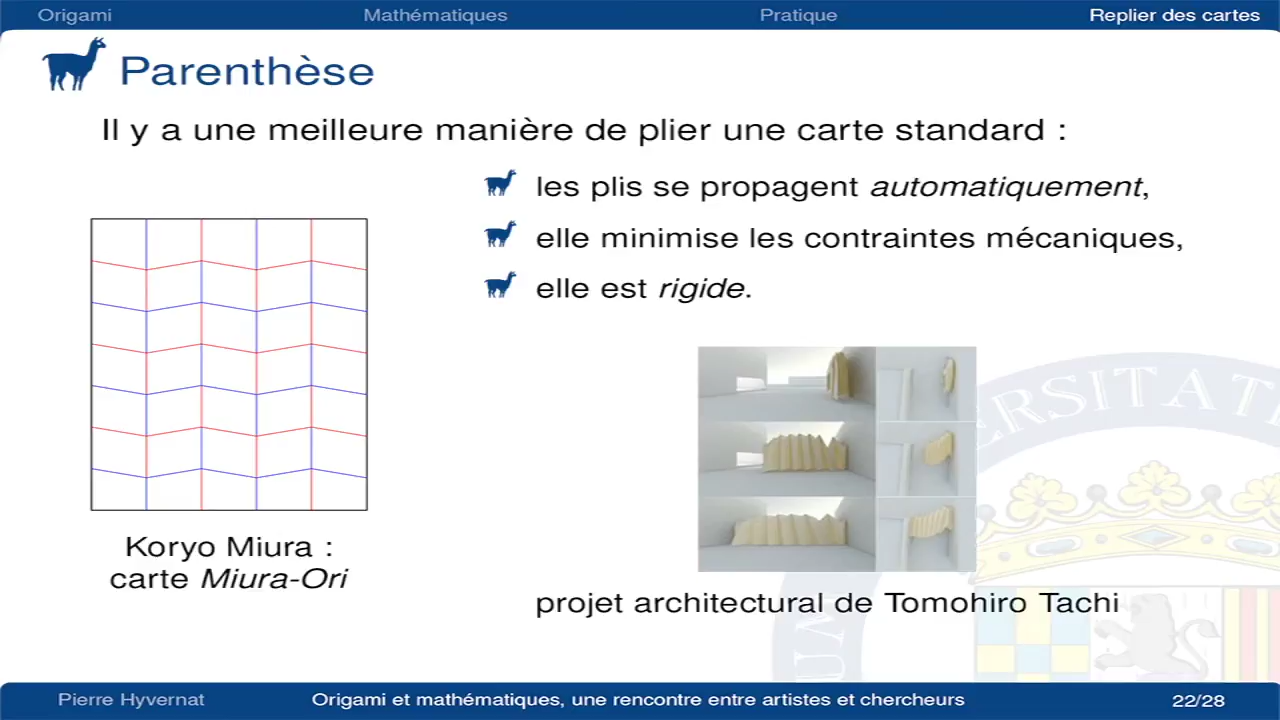 Origami
Mathématiques
Pratique
Replier des cartes
Parenthèse
Il y a une meilleure manière de plier une carte standard :
les plis se propagent automatiquement,
elle minimise les contraintes mécaniques,
elle est rigide.
Koryo Miura :
carte Miura-Ori
projet architectural de Tomohiro Tachi
Pierre Hyvernat
Origami et mathématiques, une rencontre entre artistes et chercheurs
22/28